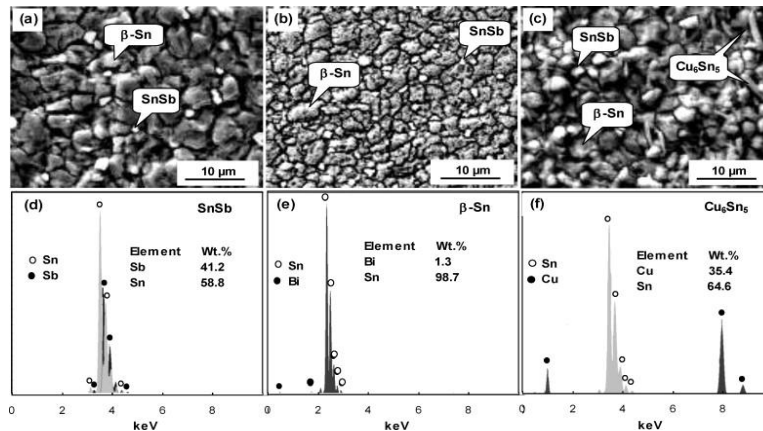 (a)
β-Sn
SnSb
10 µm
(b)
SnSb
β-Sn
10 µm
(c)
SnSb
Cu6Sn5
β-Sn
10 µm
(d)
SnSb
Sn
Sb
Element Wt.%
Sb 41.2
Sn 58.8
0 2 4 6 8
keV
(e)
β-Sn
Sn
Bi
Element Wt.%
Bi 1.3
Sn 98.7
0 2 4 6 8
keV
(f)
Cu6Sn5
Sn
Cu
Element Wt.%
Cu 35.4
Sn 64.6
0 2 4 6 8
keV